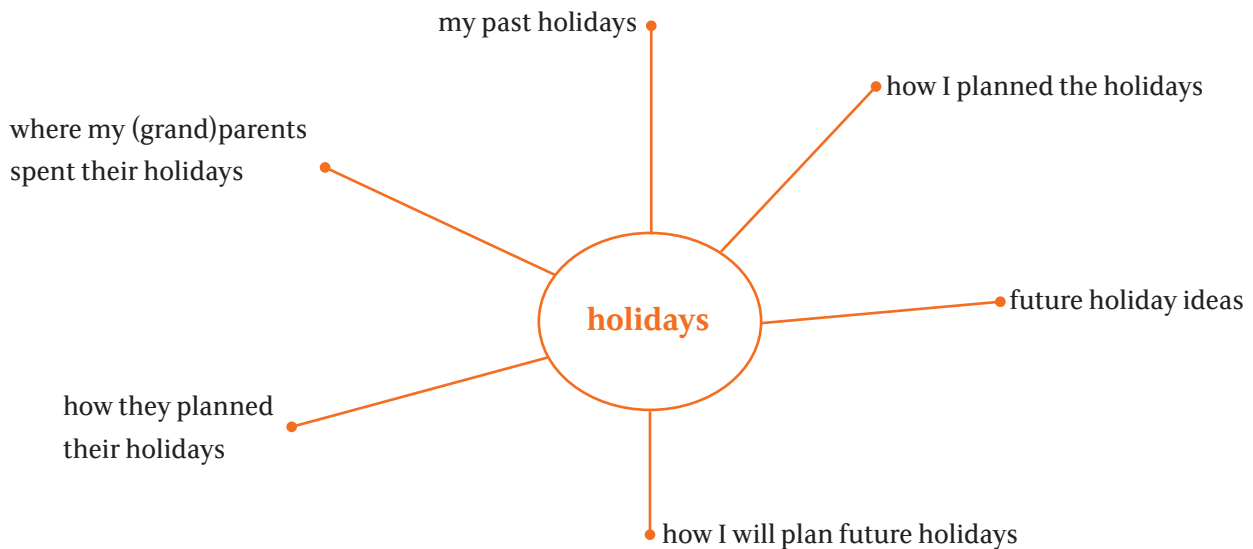 my past holidays
how I planned the holidays
where my (grand)parents
spent their holidays
future holiday ideas
holidays
how they planned
their holidays
how I will plan future holidays